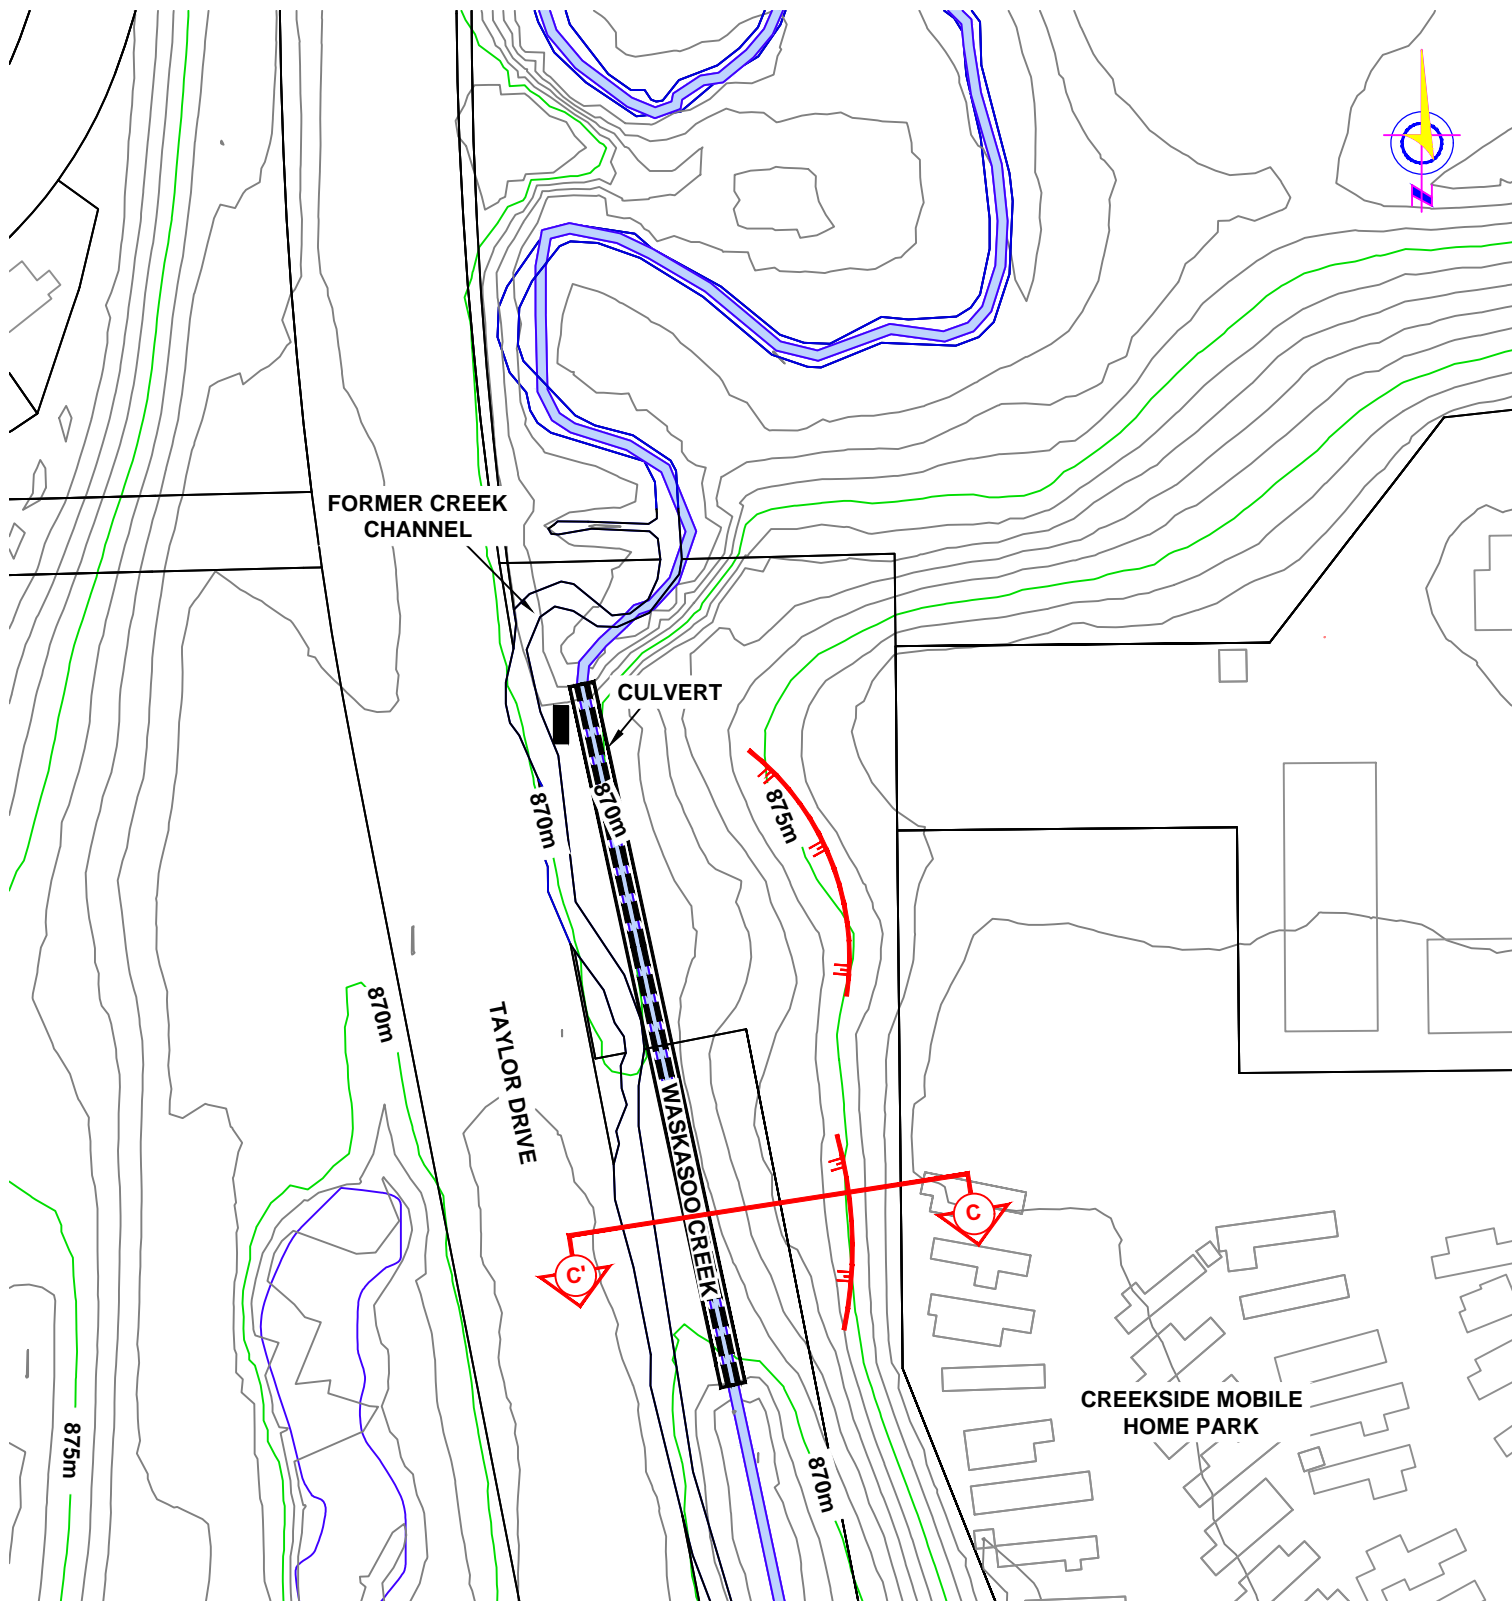 N
FORMER CREEK
CHANNEL
CULVERT
870m
870m
875m
870m
TAYLOR DRIVE
WASKASOO CREEK
C
C'
CREEKSIDE MOBILE
HOME PARK
875m
870m